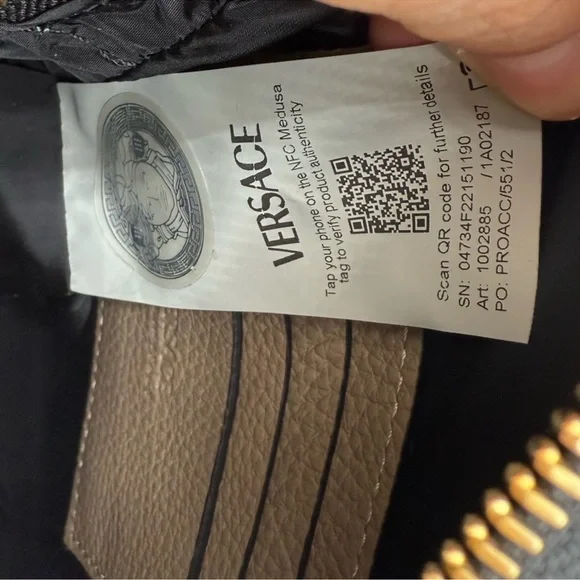 VERSACE
Tap your phone on the NFC Medusa
tag to verify product authenticity
Scan QR code for further details
SN: 04734F22151190
Art: 1002885 /1A02187
PO: PROACC/551/2